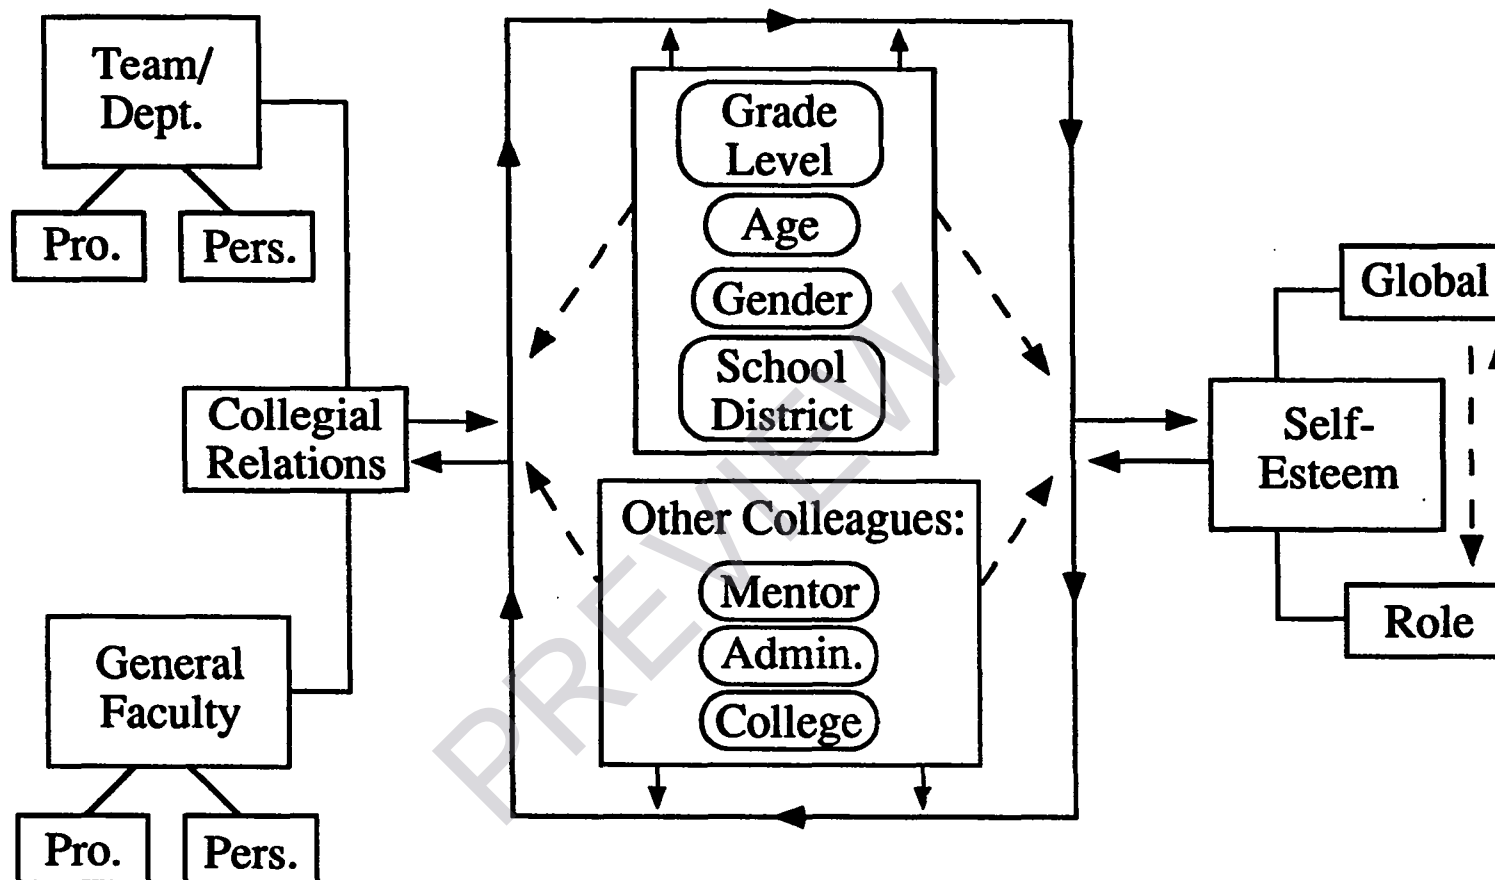 Team/
Dept.
Pro.
Pers.
Collegial
Relations
General
Faculty
Pro.
Pers.
Grade
Level
Age
Gender
School
District
Other Colleagues:
Mentor
Admin.
College
Global
Self-
Esteem
Role
PREVIEW